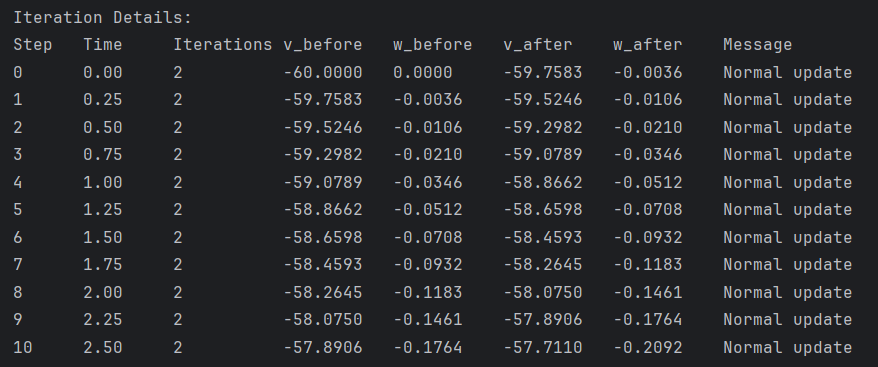 Iteration Details:
Step Time Iterations v_before w_before v_after w_after Message
0 0.00 2 -60.0000 0.0000 -59.7583 -0.0036 Normal update
1 0.25 2 -59.7583 -0.0036 -59.5246 -0.0106 Normal update
2 0.50 2 -59.5246 -0.0106 -59.2982 -0.0210 Normal update
3 0.75 2 -59.2982 -0.0210 -59.0789 -0.0346 Normal update
4 1.00 2 -59.0789 -0.0346 -58.8662 -0.0512 Normal update
5 1.25 2 -58.8662 -0.0512 -58.6598 -0.0708 Normal update
6 1.50 2 -58.6598 -0.0708 -58.4593 -0.0932 Normal update
7 1.75 2 -58.4593 -0.0932 -58.2645 -0.1183 Normal update
8 2.00 2 -58.2645 -0.1183 -58.0750 -0.1461 Normal update
9 2.25 2 -58.0750 -0.1461 -57.8906 -0.1764 Normal update
10 2.50 2 -57.8906 -0.1764 -57.7110 -0.2092 Normal update